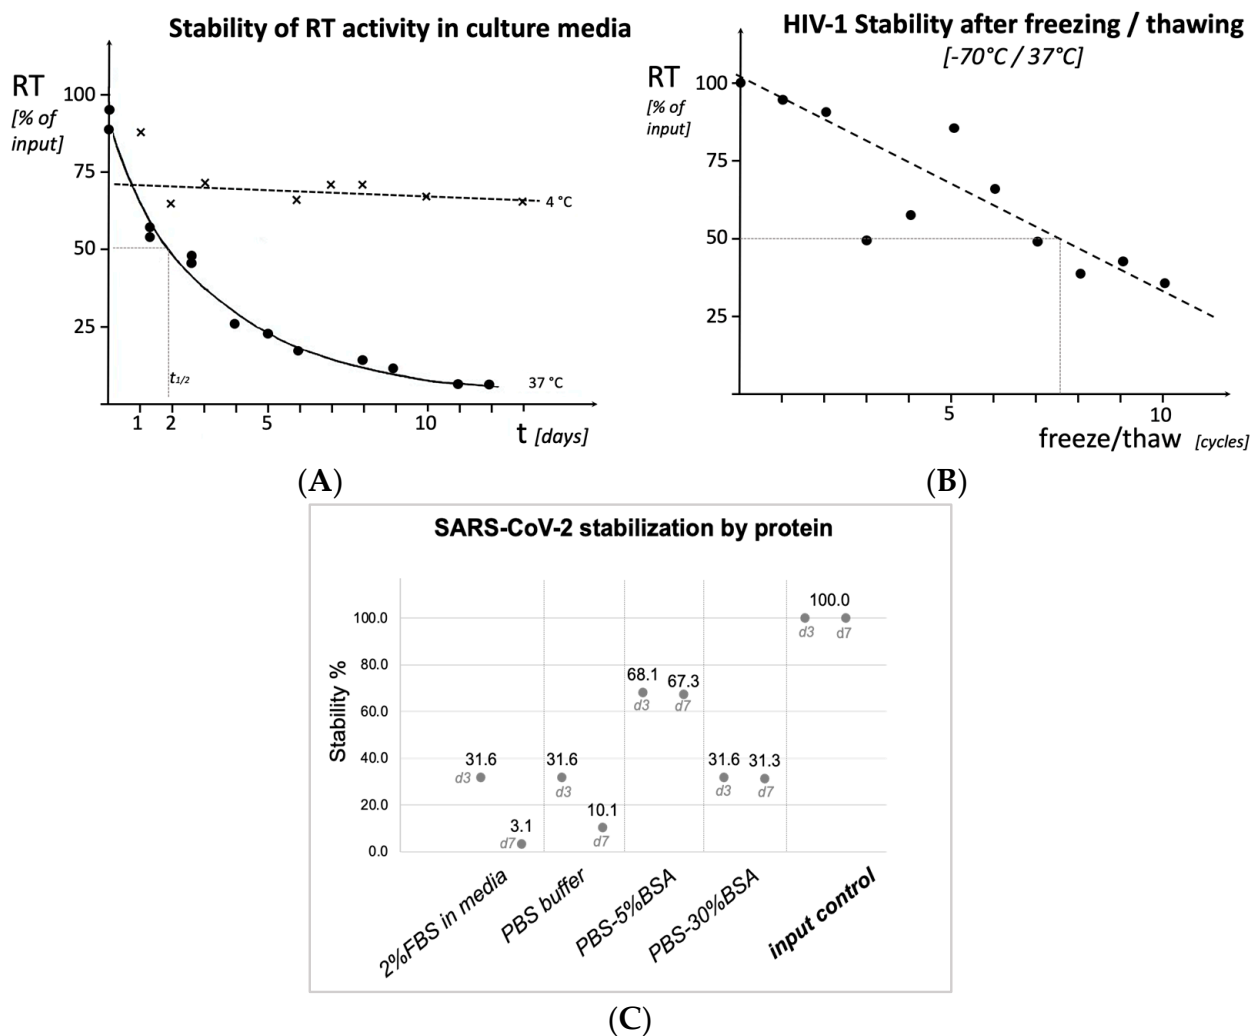 Stability of RT activity in culture media
RT
[% of
input]
100
75
50
25
4 °C
37 °C
t1/2
1 2 5 10
t [days]
(A)
HIV-1 Stability after freezing / thawing
[-70°C / 37°C]
RT
[% of
input]
100
75
50
25
5 10
freeze/thaw [cycles]
(B)
SARS-CoV-2 stabilization by protein
Stability %
100.0
80.0
60.0
40.0
20.0
0.0
31.6
d3
3.1
d7
31.6
d3
10.1
d7
68.1
d3
67.3
d7
31.6
d3
31.3
d7
100.0
d3 d7
2%FBS in media
PBS buffer
PBS-5%BSA
PBS-30%BSA
input control
(C)